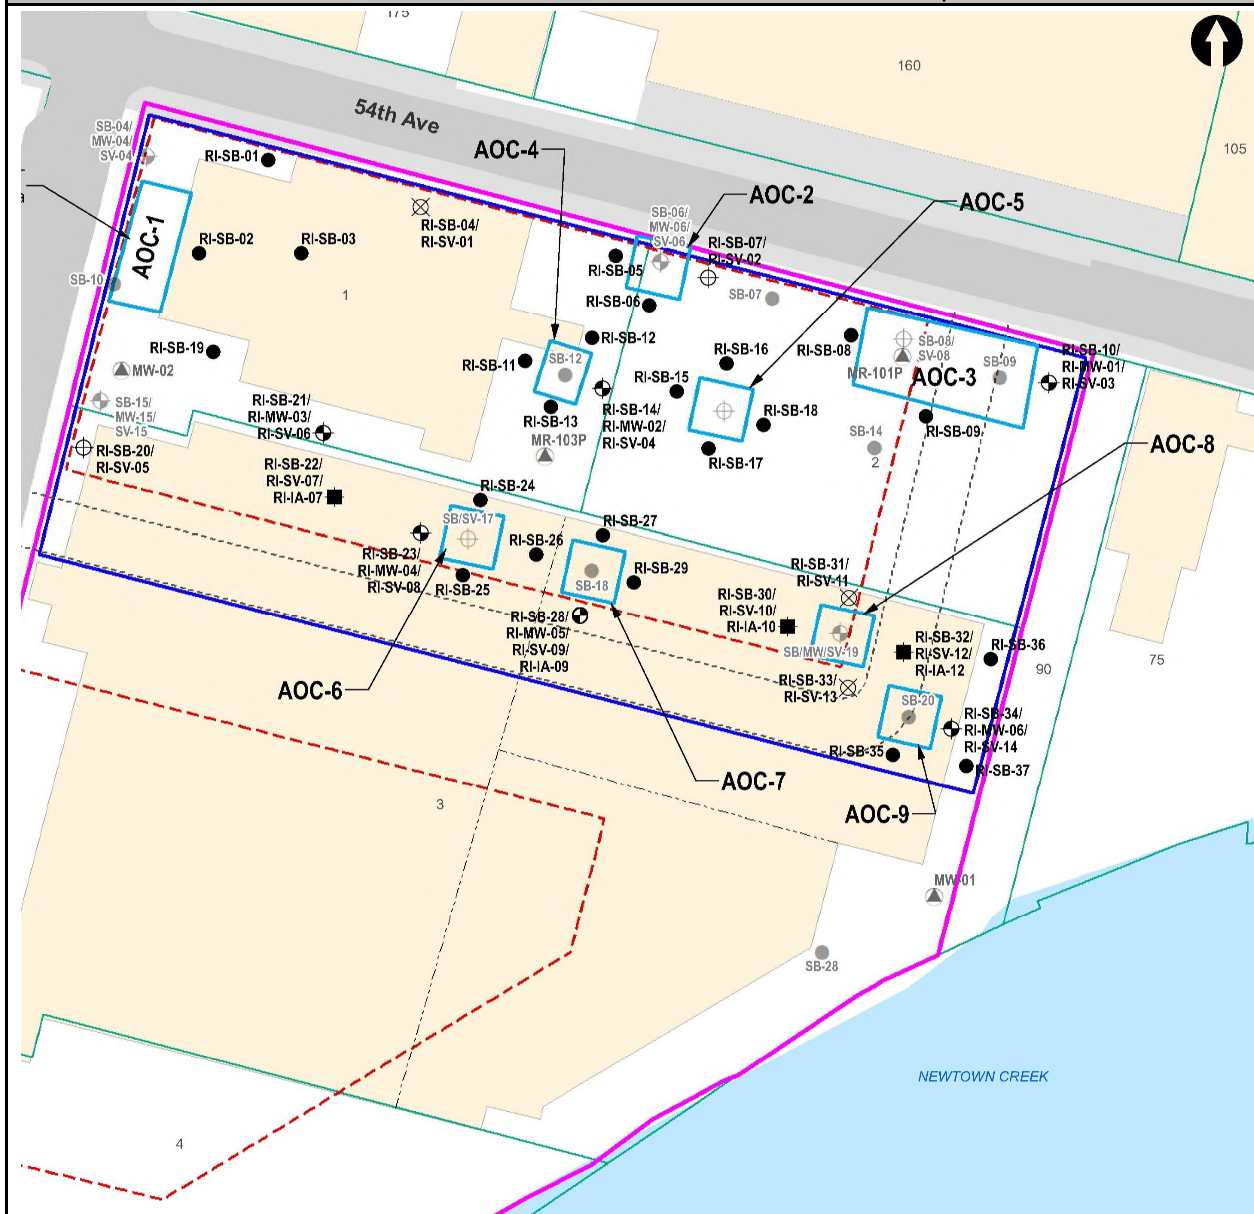 175
160
105
54th Ave
SB-04/
MW-04/
SV-04
RI-SB-01
AOC-4
AOC-2
AOC-5
AOC-1
RI-SB-02
RI-SB-03
RI-SB-04/
RI-SV-01
SB-06/
MW-06/
SV-06
RI-SB-07/
RI-SV-02
RI-SB-05
RI-SB-06
SB-07
SB-10
1
RI-SB-12
RI-SB-16
RI-SB-08
SB-08/
SV-08
SB-09
RI-SB-10/
RI-MW-01/
RI-SV-03
RI-SB-19
RI-SB-11
SB-12
MR-101P
AOC-3
MW-02
RI-SB-15
SB-15/
MW-15/
SV-15
RI-SB-21/
RI-MW-03/
RI-SV-06
RI-SB-13
RI-SB-14/
RI-MW-02/
RI-SV-04
RI-SB-18
RI-SB-09
MR-103P
SB-14
2
AOC-8
RI-SB-20/
RI-SV-05
RI-SB-17
RI-SB-22/
RI-SV-07/
RI-IA-07
RI-SB-24
SB/SV-17
RI-SB-27
RI-SB-26
RI-SB-23/
RI-MW-04/
RI-SV-08
RI-SB-25
SB-18
RI-SB-29
RI-SB-31/
RI-SV-11
RI-SB-30/
RI-SV-10/
RI-IA-10
RI-SB-28/
RI-MW-05/
RI-SV-09/
RI-IA-09
SB/MW/SV-19
RI-SB-32/
RI-SV-12/
RI-IA-12
RI-SB-36
90
75
RI-SB-33/
RI-SV-13
AOC-6
SB-20
RI-SB-34/
RI-MW-06/
RI-SV-14
RI-SB-35
RI-SB-37
AOC-7
3
AOC-9
MW-01
SB-28
NEWTOWN CREEK
4